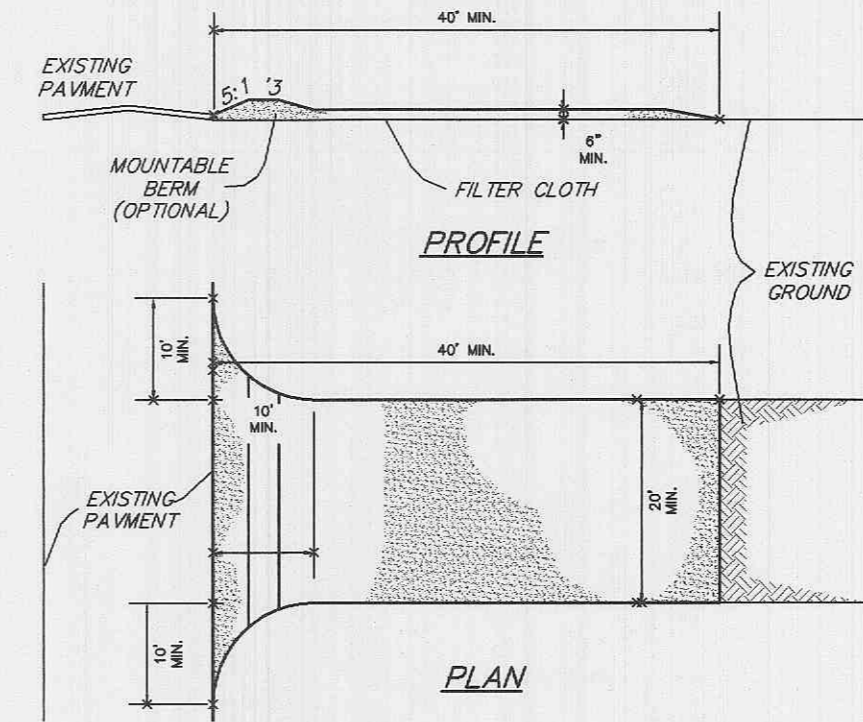 40' MIN.
EXISTING
PAVMENT
5:1 '3
6"
MIN.
MOUNTABLE
BERM
(OPTIONAL)
FILTER CLOTH
PROFILE
EXISTING
GROUND
10'
MIN.
40' MIN.
10'
MIN.
20'
MIN.
EXISTING
PAVMENT
10'
MIN.
PLAN